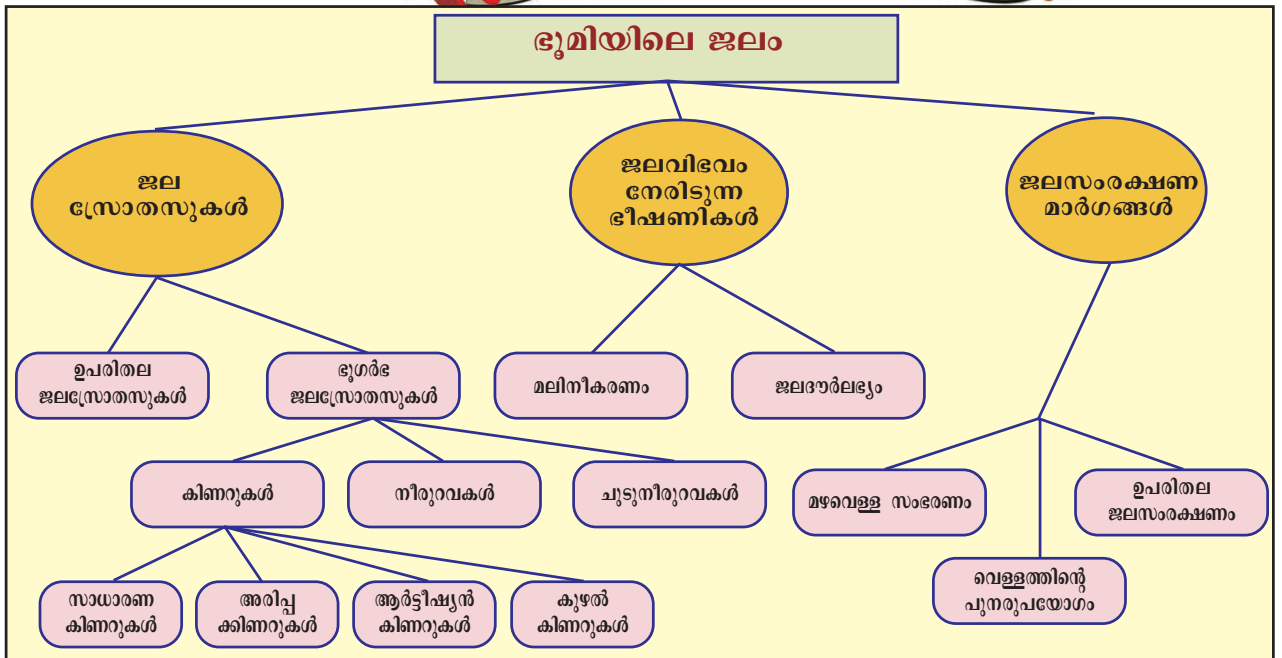 ഭൂമിയിലെ ജലം
ജല
സ്രോതസുകൾ
ജലവിഭവം
നേരിടുന്ന
ഭീഷണികൾ
ജലസംരക്ഷണ
മാർഗങ്ങൾ
ഉപരിതല
ജലസ്രോതസുകൾ
ഭൂഗർഭ
ജലസ്രോതസുകൾ
മലിനീകരണം
ജലദൗർലഭ്യം
കിണറുകൾ
നീരുറവകൾ
ചുടുനീരുറവകൾ
മഴവെള്ള സംഭരണം
ഉപരിതല
ജലസംരക്ഷണം
വെള്ളത്തിന്റെ
പുനരുപയോഗം
സാധാരണ
കിണറുകൾ
അരിപ്പ
ക്കിണറുകൾ
ആർട്ടീഷ്യൻ
കിണറുകൾ
കുഴൽ
കിണറുകൾ